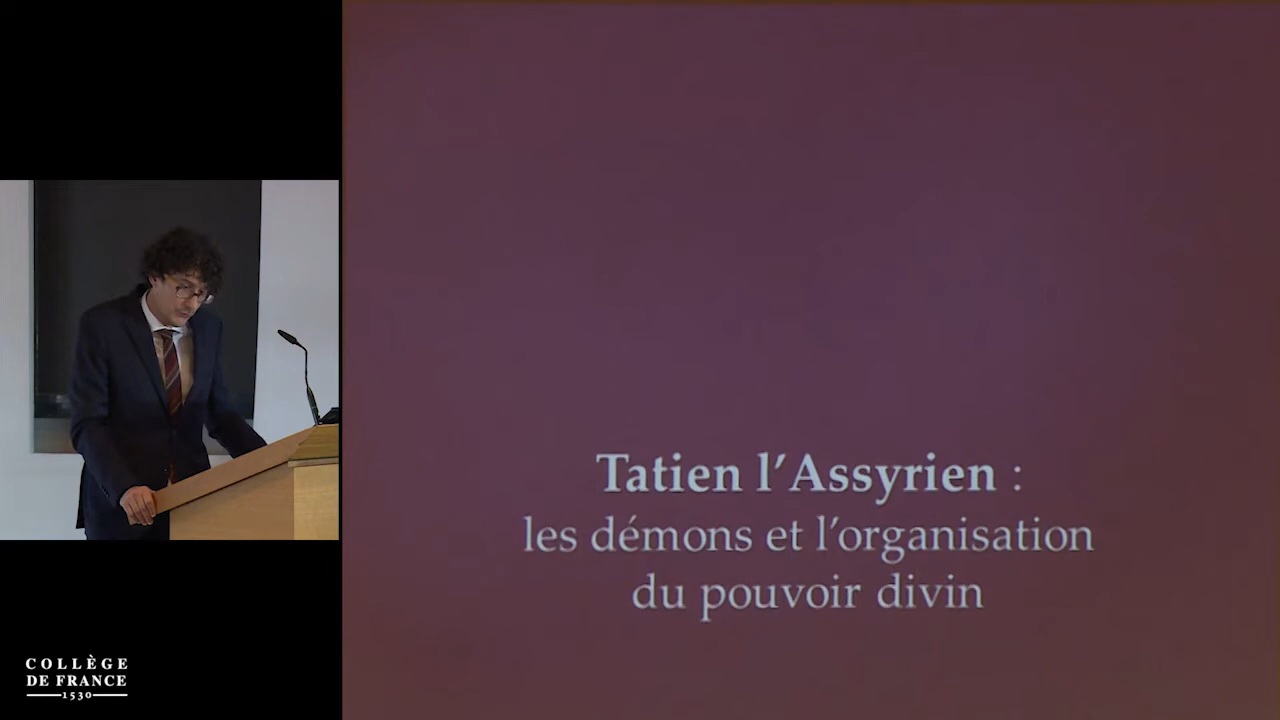 Tatien l'Assyrien :
les démons et l'organisation
du pouvoir divin
COLLÈGE
DE FRANCE
1530